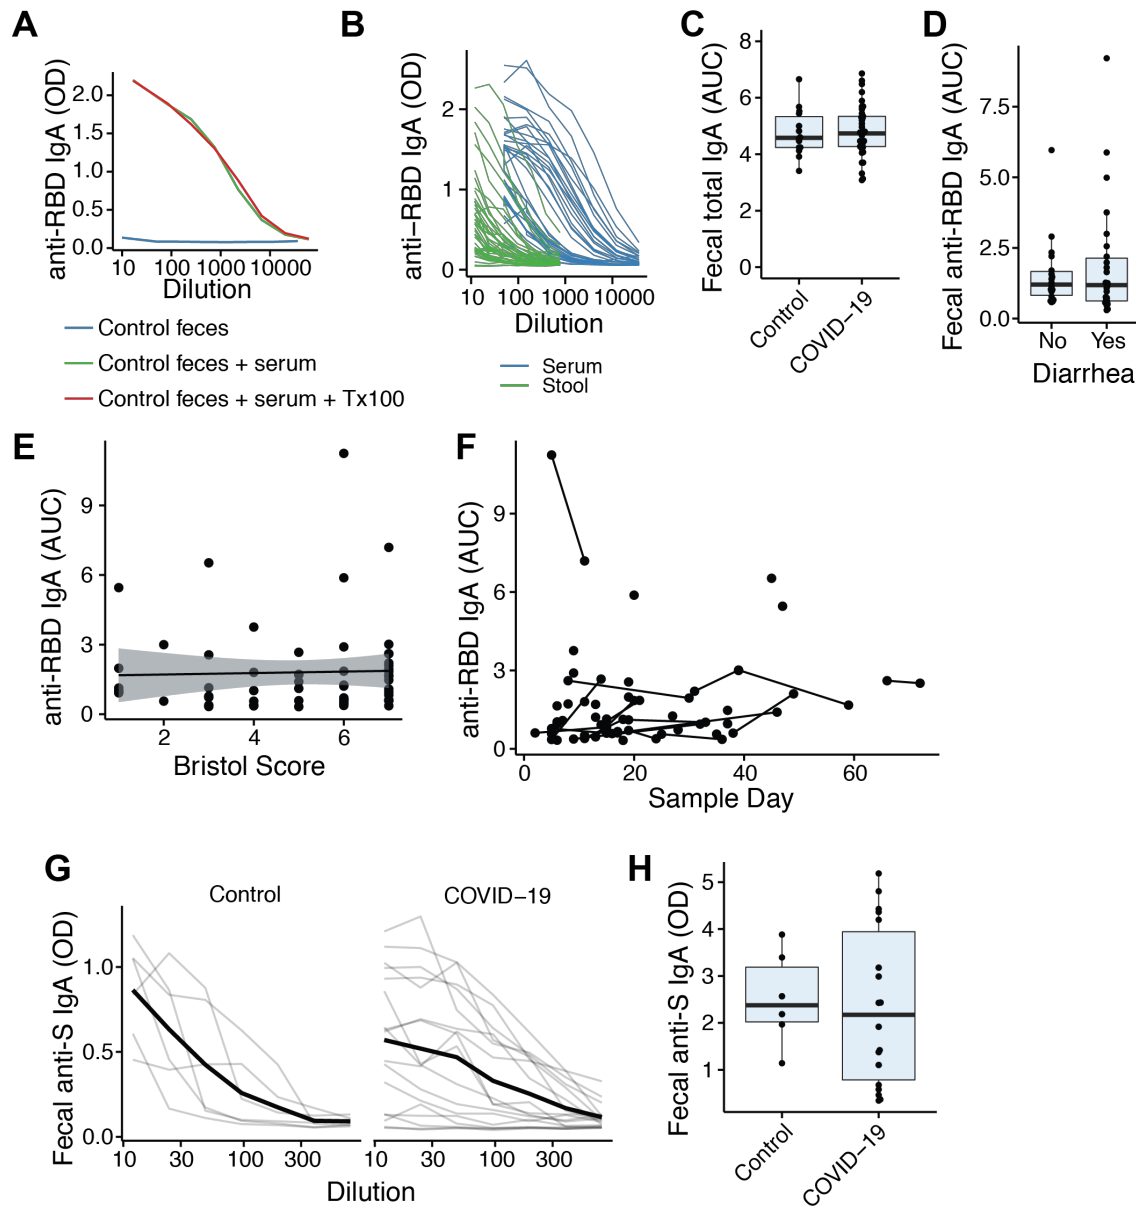 A
anti-RBD IgA (OD)
2.0
1.5
1.0
0.5
0.0
10 100 1000 10000
Dilution
Control feces
Control feces + serum
Control feces + serum + Tx100
B
anti−RBD IgA (OD)
2
1
0
10 100 1000 10000
Dilution
Serum
Stool
C
Fecal total IgA (AUC)
8
6
4
2
0
Control
COVID−19
D
Fecal anti-RBD IgA (AUC)
7.5
5.0
2.5
0.0
No Yes
Diarrhea
E
anti-RBD IgA (AUC)
9
6
3
0
2 4 6
Bristol Score
F
anti-RBD IgA (AUC)
9
6
3
0
0 20 40 60
Sample Day
G
Control
COVID−19
Fecal anti-S IgA (OD)
1.0
0.5
0.0
10 30 100 300
10 30 100 300
Dilution
H
Fecal anti-S IgA (OD)
5
4
3
2
1
Control
COVID−19